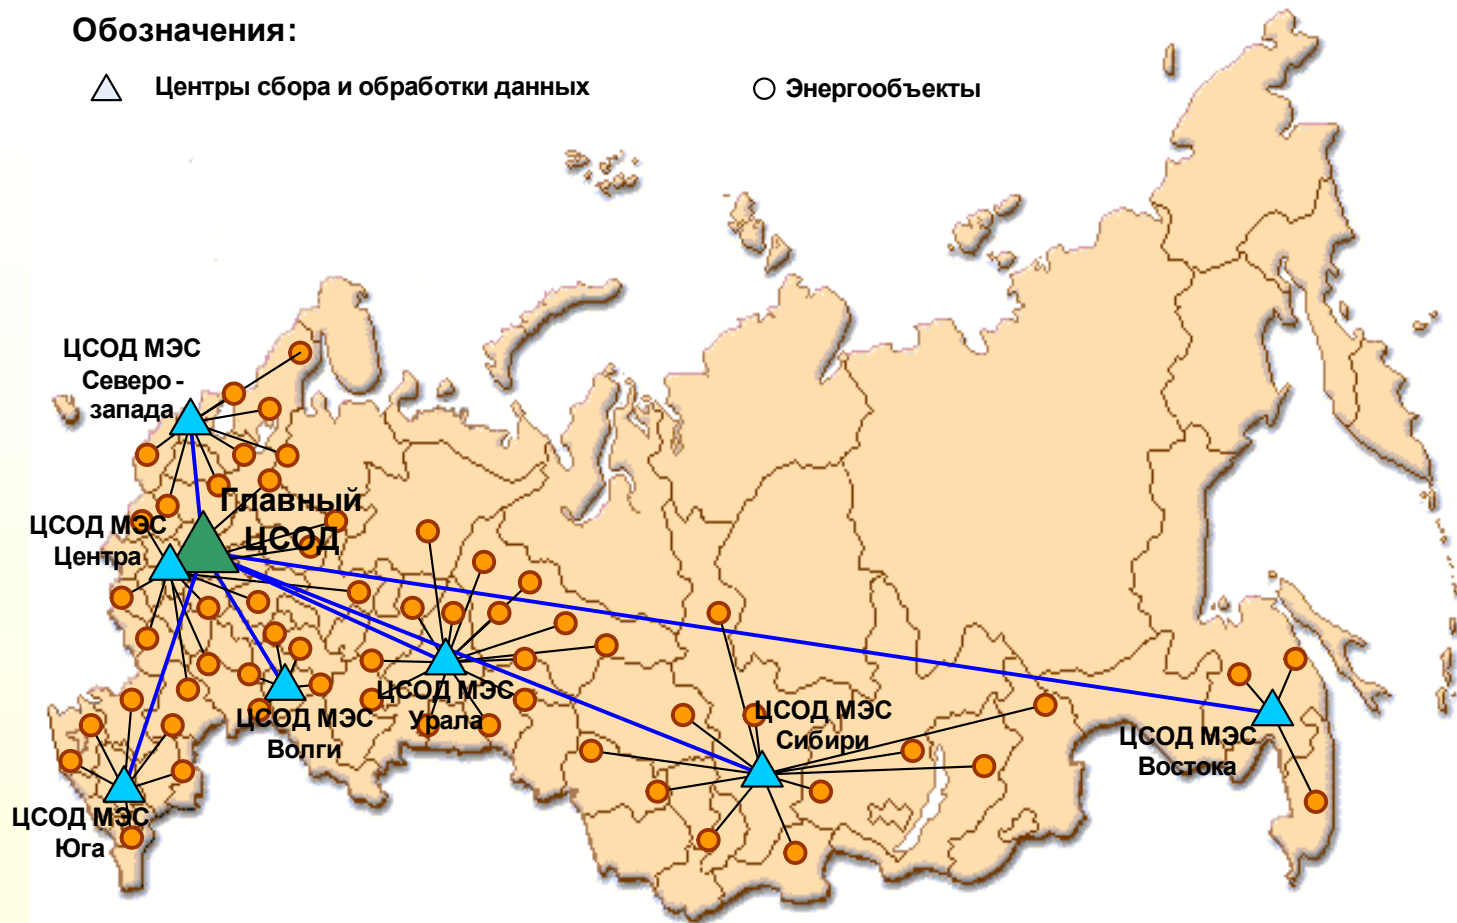 Обозначения:
Центры сбора и обработки данных
Энергообъекты
ЦСОД МЭС
Северо -
запада
Главный
ЦСОД
ЦСОД МЭС
Центра
ЦСОД МЭС
Урала
ЦСОД МЭС
Волги
ЦСОД МЭС
Сибири
ЦСОД МЭС
Востока
ЦСОД МЭС
Юга